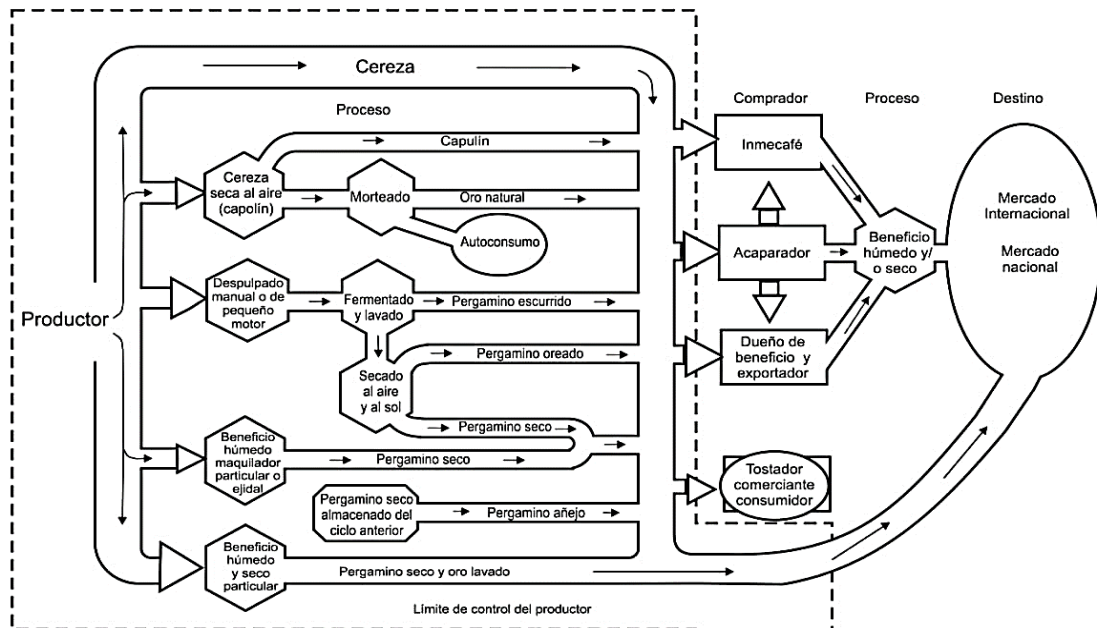 Cereza
Proceso
Comprador
Proceso
Destino
Capulín
Inmecafé
Cereza
seca al aire
(capolín)
Morteado
Oro natural
Autoconsumo
Mercado
Internacional
Mercado
nacional
Acaparador
Beneficio
húmedo y/
o seco
Productor
Despulpado
manual o de
pequeño
motor
Fermentado
y lavado
Pergamino escurrido
Dueño de
beneficio y
exportador
Pergamino oreado
Secado
al aire
y al sol
Pergamino seco
Beneficio
húmedo
maquilador
particular o
ejidal
Pergamino seco
Tostador
comerciante
consumidor
Pergamino seco
almacenado del
ciclo anterior
Pergamino añejo
Beneficio
húmedo
y seco
particular
Pergamino seco y oro lavado
Límite de control del productor